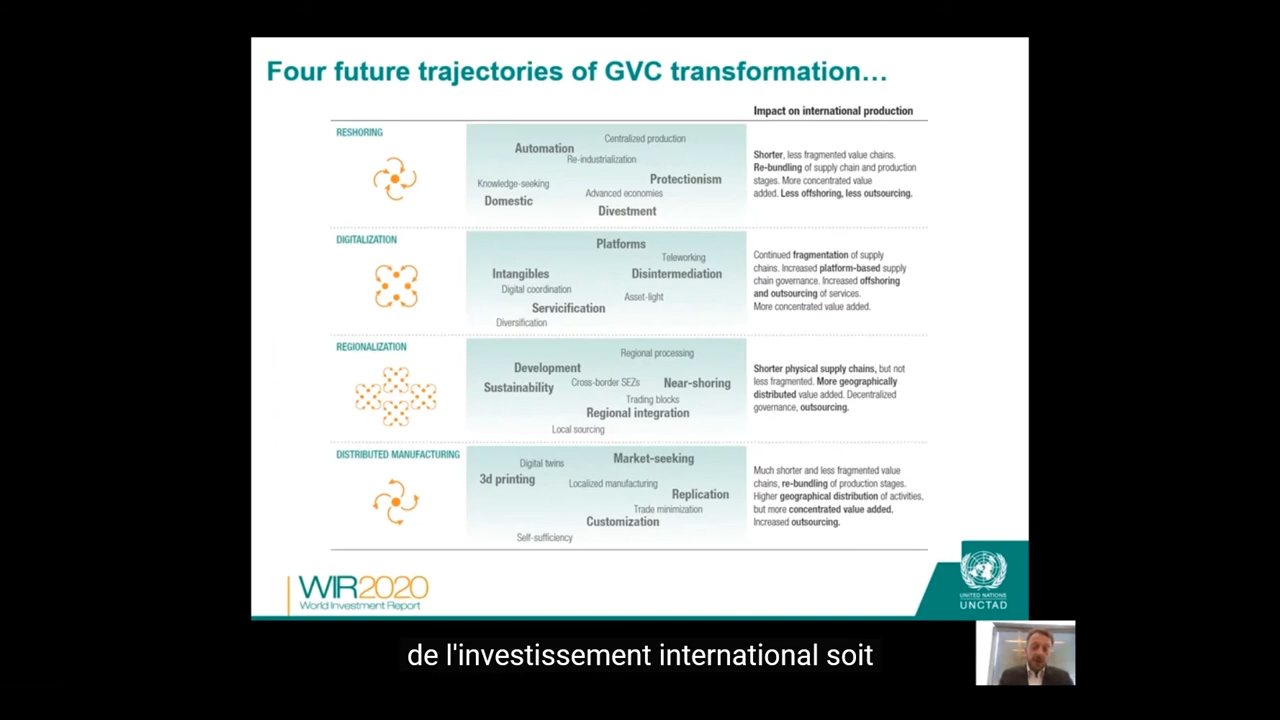 Four future trajectories of GVC transformation...
Impact on international production
RESHORING
Centralized production
Automation
Re-industrialization
Protectionism
Knowledge-seeking
Advanced economies
Domestic
Divestment
Shorter, less fragmented value chains.
Re-bundling of supply chain and production
stages. More concentrated value
added. Less offshoring, less outsourcing.
DIGITALIZATION
Platforms
Teleworking
Intangibles
Disintermediation
Digital coordination
Asset-light
Servicification
Diversification
Continued fragmentation of supply
chains. Increased platform-based supply
chain governance. Increased offshoring
and outsourcing of services.
More concentrated value added.
REGIONALIZATION
Regional processing
Development
Sustainability
Cross-border SEZs
Near-shoring
Trading blocks
Regional integration
Local sourcing
Shorter physical supply chains, but not
less fragmented. More geographically
distributed value added. Decentralized
governance, outsourcing.
DISTRIBUTED MANUFACTURING
Market-seeking
Digital twins
3d printing
Localized manufacturing
Replication
Trade minimization
Customization
Self-sufficiency
Much shorter and less fragmented value
chains, re-bundling of production stages.
Higher geographical distribution of activities,
but more concentrated value added.
Increased outsourcing.
WIR2020
World Investment Report
UNITED NATIONS
UNCTAD
de l'investissement international soit